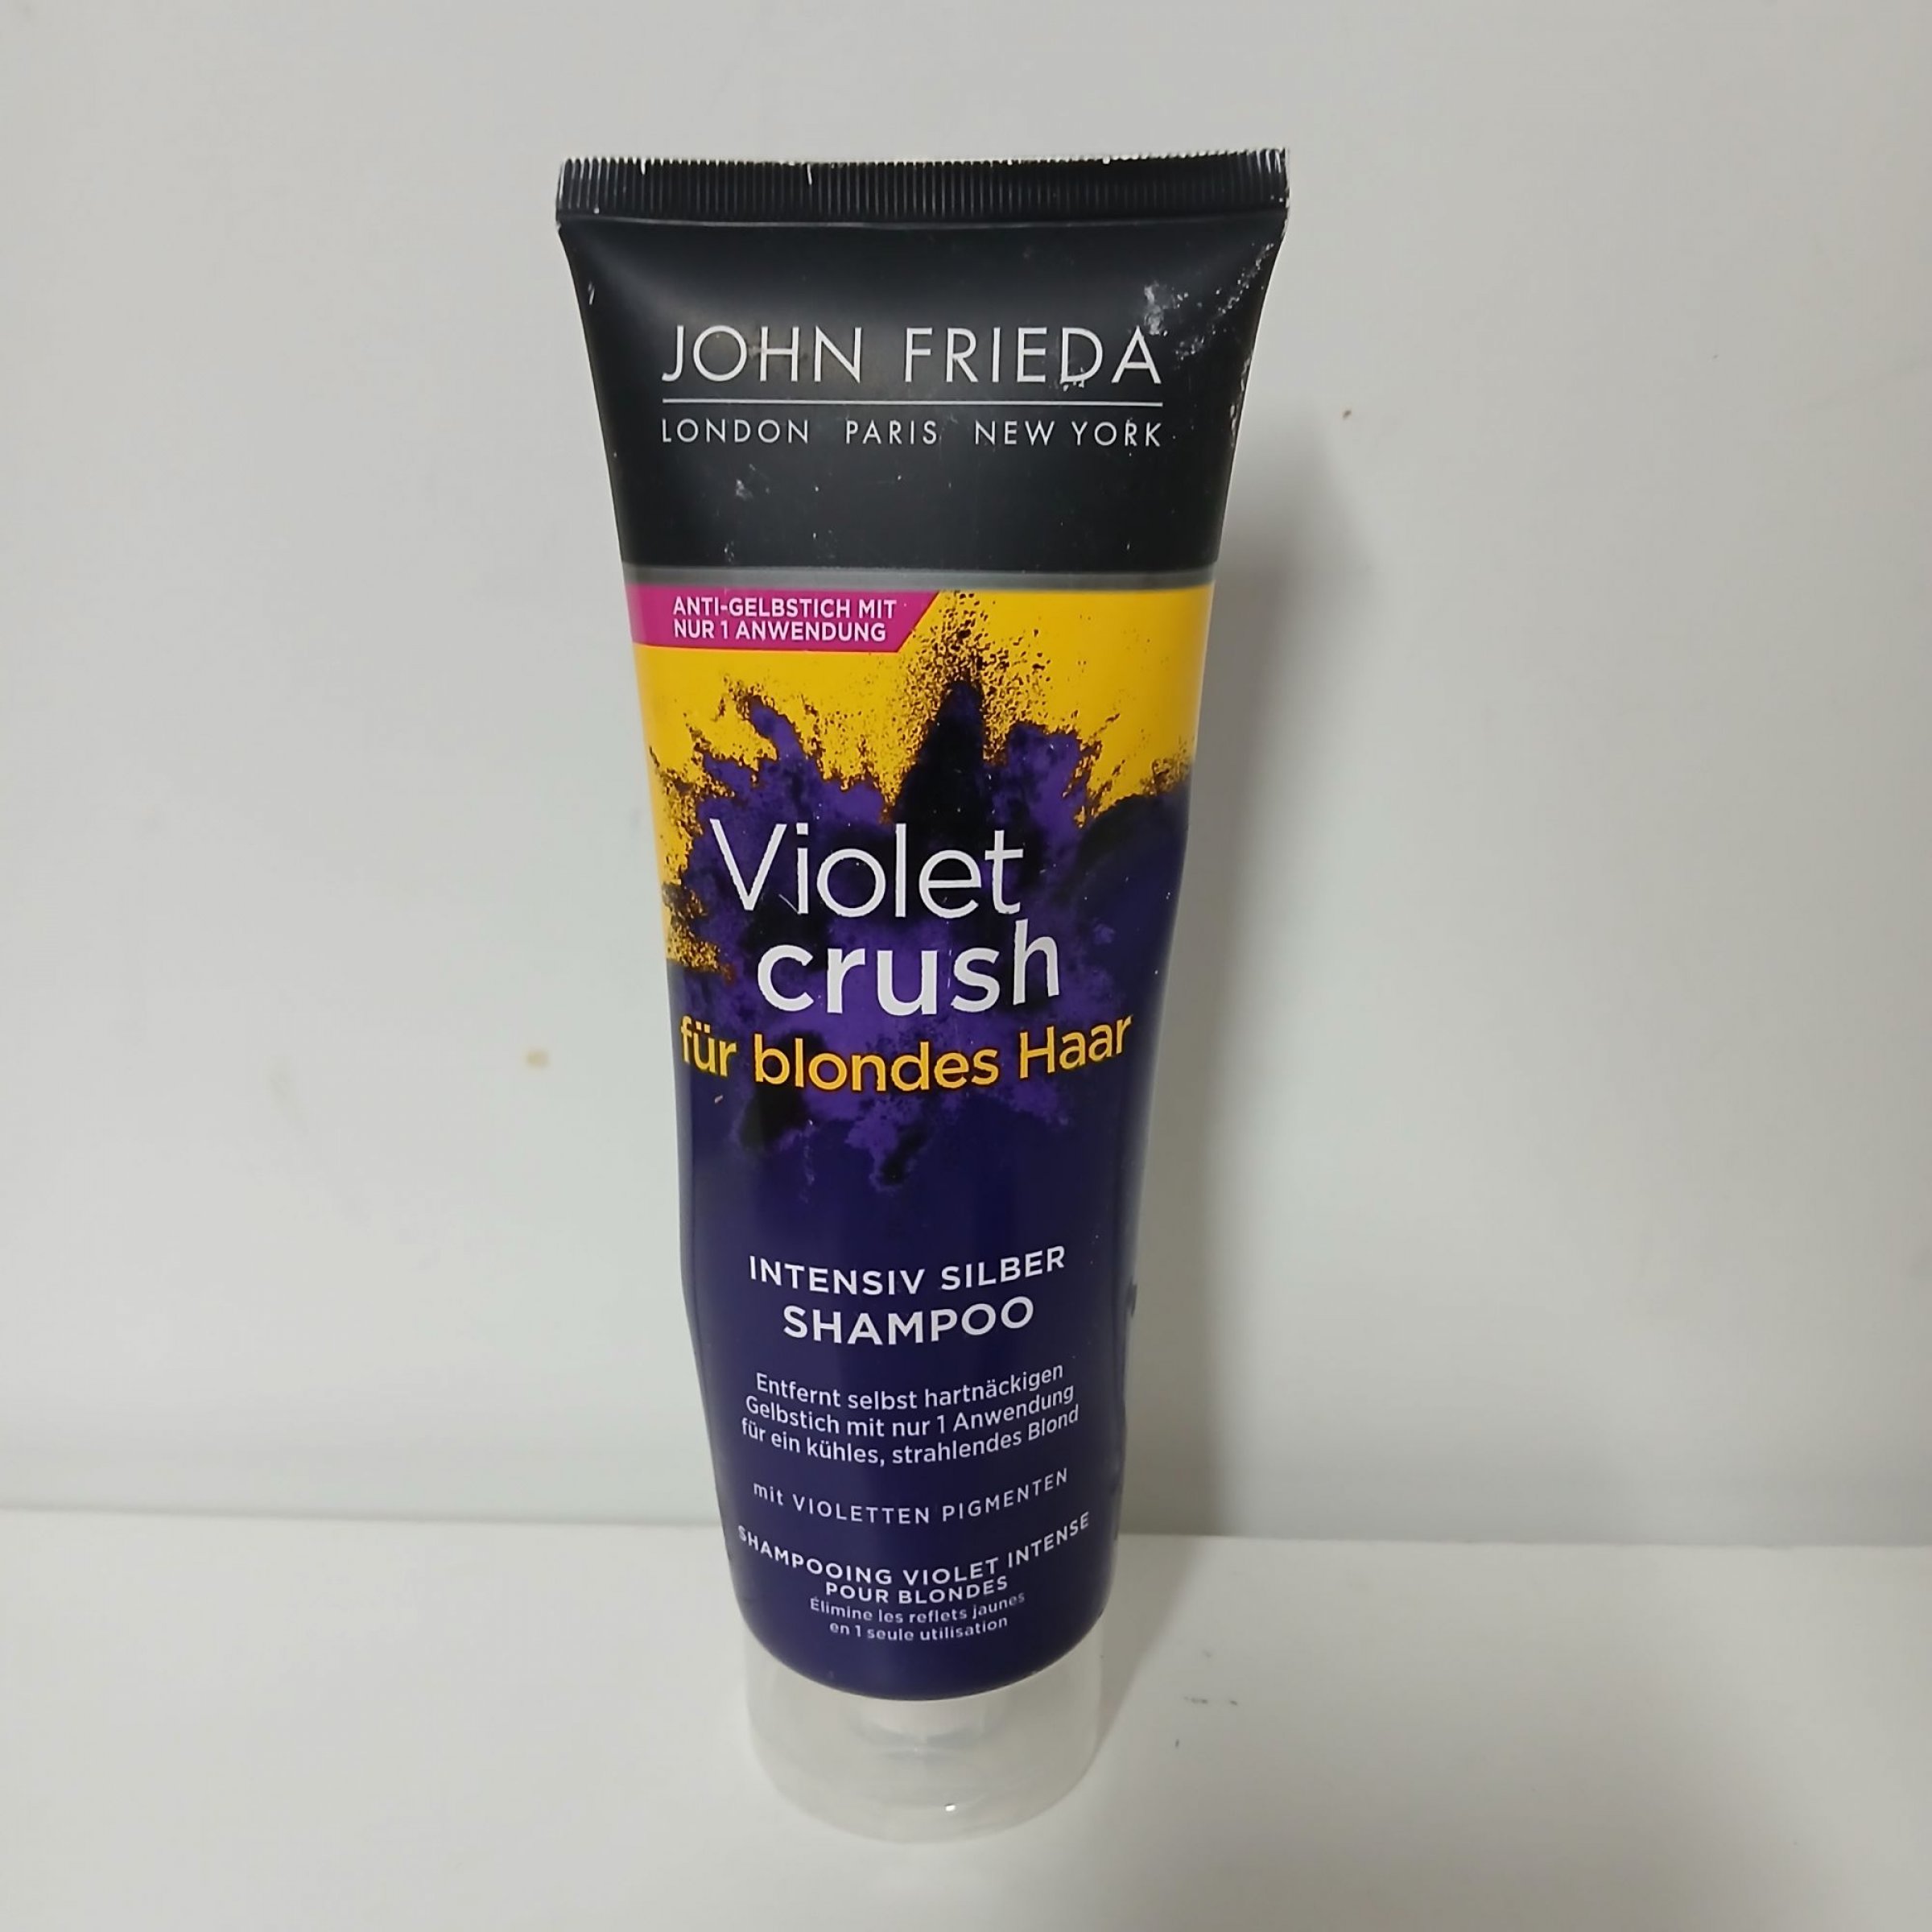 JOHN FRIEDA
LONDON PARIS NEW YORK
ANTI-GELBSTICH MIT
NUR 1 ANWENDUNG
Violet
crush
für blondes Haar
INTENSIV SILBER
SHAMPOO
Entfernt selbst hartnäckigen
Gelbstich mit nur 1 Anwendung
für ein kühles, strahlendes Blond
mit VIOLETTEN PIGMENTEN
SHAMPOOING VIOLET INTENSE
POUR BLONDES
Élimine les reflets jaunes
en 1 seule utilisation